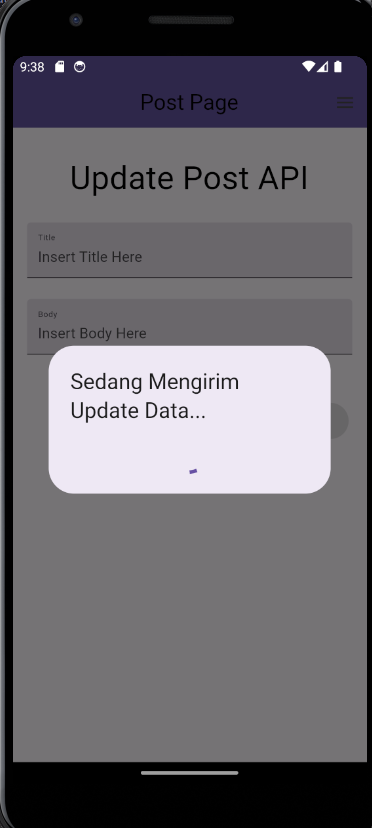 9:38
Post Page
Update Post API
Title
Insert Title Here
Body
Insert Body Here
Sedang Mengirim
Update Data...